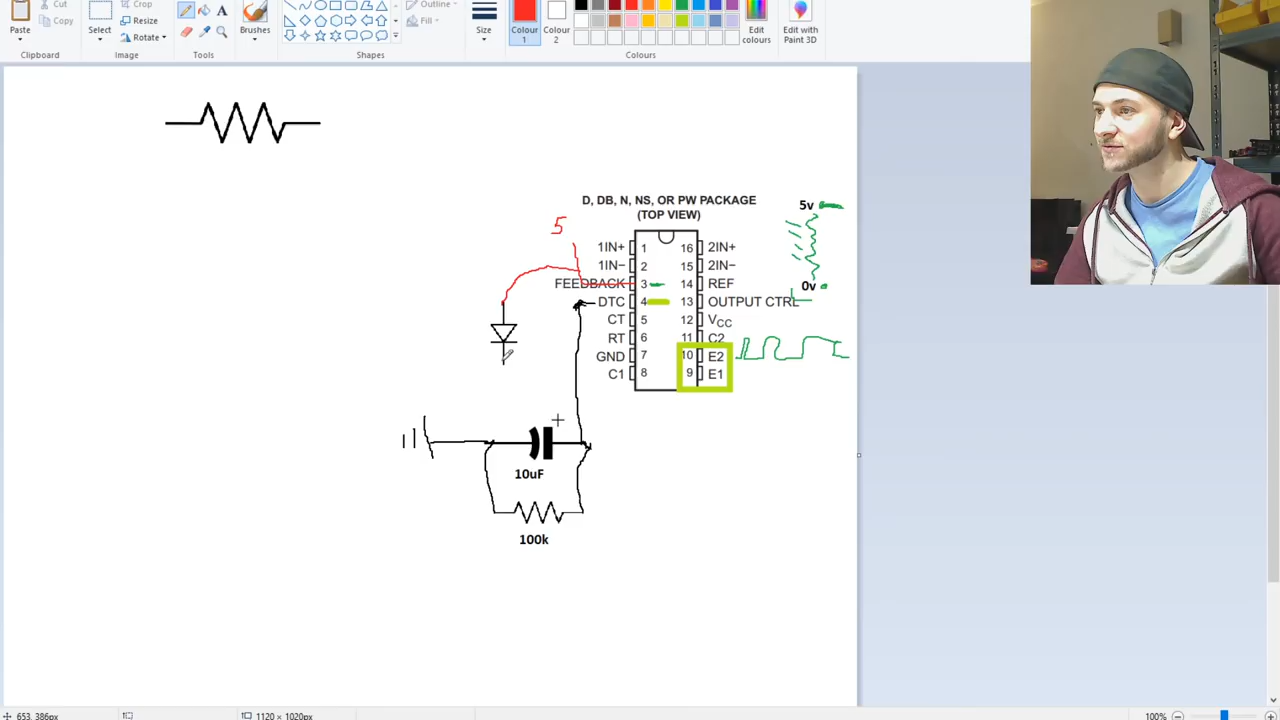 Paste
Cut
Copy
Clipboard
Select
Crop
Resize
Rotate
Image
Tools
Brushes
Outline
Fill
Shapes
Size
Colour 1
Colour 2
Edit colours
Edit with Paint 3D
Colours
D, DB, N, NS, OR PW PACKAGE
(TOP VIEW)
5
5v
0v
1IN+ 1 16 2IN+
1IN− 2 15 2IN−
FEEDBACK 3 14 REF
DTC 4 13 OUTPUT CTRL
CT 5 12 VCC
RT 6 11 C2
GND 7 10 E2
C1 8 9 E1
+
10uF
100k
653, 386px
1120 × 1020px
100%